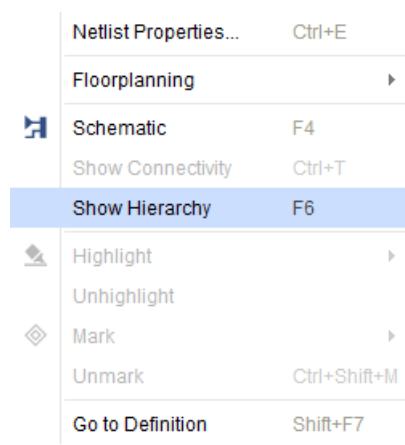 Netlist Properties... Ctrl+E
Floorplanning
Schematic F4
Show Connectivity Ctrl+T
Show Hierarchy F6
Highlight
Unhighlight
Mark
Unmark Ctrl+Shift+M
Go to Definition Shift+F7